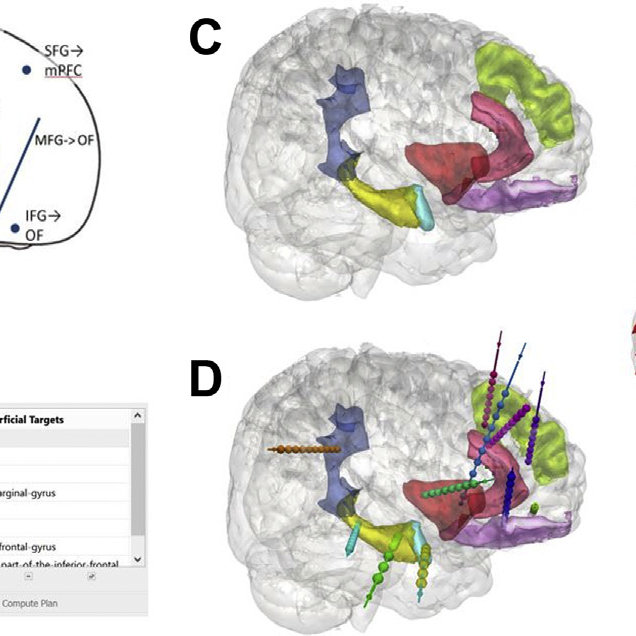 C
SFG→
mPFC
MFG->OF
IFG→
OF
D
rficial Targets
arginal-gyrus
frontal-gyrus
part-of-the-inferior-frontal
Compute Plan